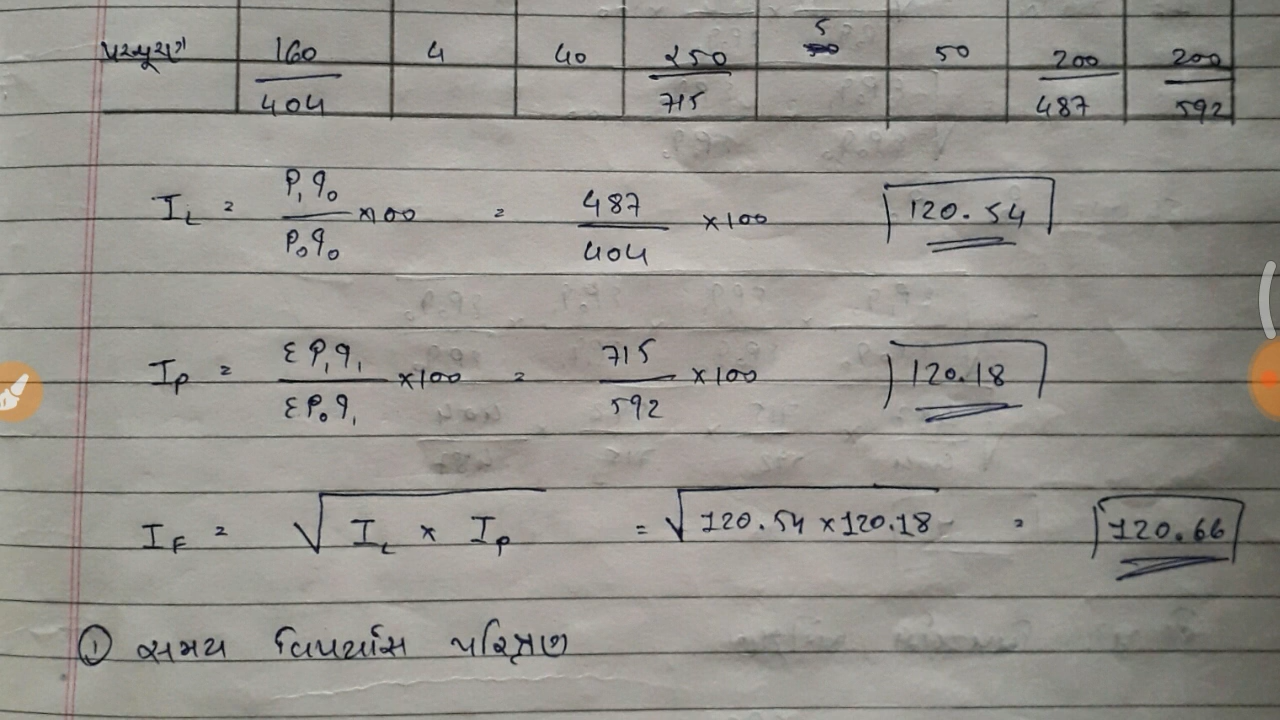 160 4 40 250 5 50 200 200
404 715 487 592
I_L = P₁q₀ / P₀q₀ ×100 = 487 / 404 ×100 120.54
I_P = ΣP₁q₁ / ΣP₀q₁ ×100 = 715 / 592 ×100 120.18
I_F = √ I_L × I_P = √ 120.54 × 120.18 = 120.66
① સમય વિપર્યાસ પરિક્ષણ